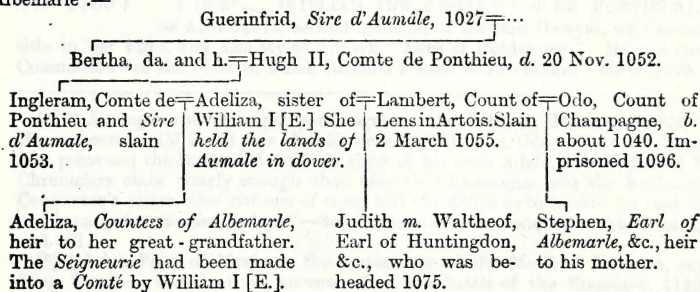 Guerinfrid, Sire d'Aumâle, 1027 ...
Bertha, da. and h. Hugh II, Comte de Ponthieu, d. 20 Nov. 1052.
Ingleram, Comte de
Ponthieu and Sire
d'Aumale, slain
1053.
Adeliza, sister of
William I [E.] She
held the lands of
Aumale in dower.
Lambert, Count of
Lens in Artois. Slain
2 March 1055.
Odo, Count of
Champagne, b.
about 1040. Im-
prisoned 1096.
Adeliza, Countess of Albemarle,
heir to her great-grandfather.
The Seigneurie had been made
into a Comté by William I [E.].
Judith m. Waltheof,
Earl of Huntingdon,
&c., who was be-
headed 1075.
Stephen, Earl of
Albemarle, &c., heir
to his mother.